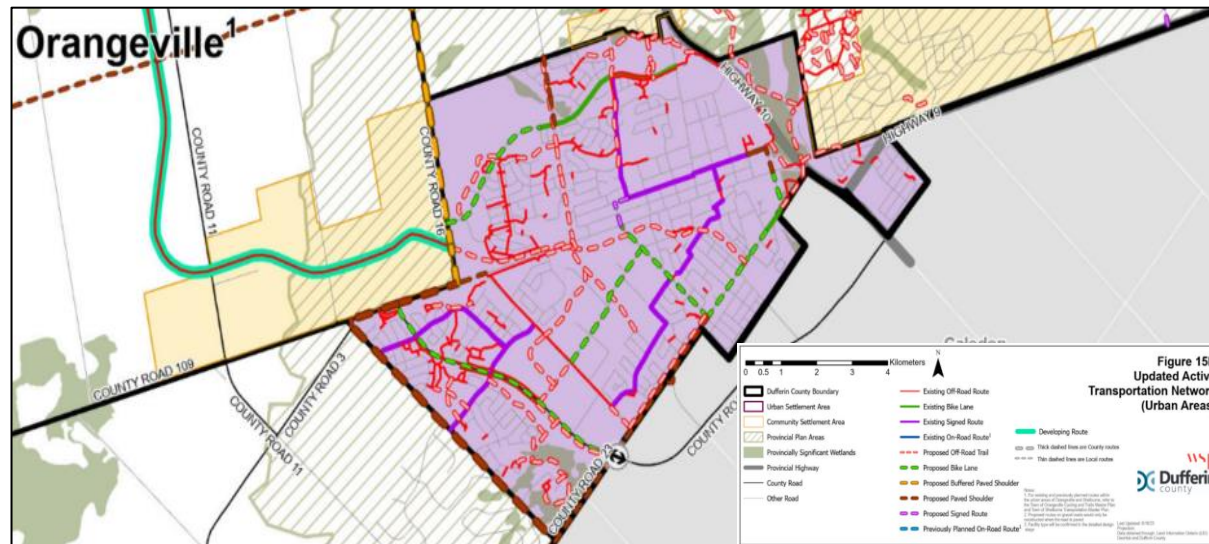 Orangeville¹
HIGHWAY 10
HIGHWAY 9
COUNTY ROAD 11
COUNTY ROAD 16
COUNTY ROAD 109
COUNTY ROAD 3
COUNTY ROAD 11
COUNTY ROAD 23
COUNTY RO
Caledon
0 0.5 1 2 3 4 Kilometers
N
Figure 15
Updated Activ
Transportation Networ
(Urban Areas
Dufferin County Boundary
Urban Settlement Area
Community Settlement Area
Provincial Plan Areas
Provincially Significant Wetlands
Provincial Highway
County Road
Other Road
Existing Off-Road Route
Existing Bike Lane
Existing Signed Route
Existing On-Road Route¹
Proposed Off-Road Trail
Proposed Bike Lane
Proposed Buffered Paved Shoulder
Proposed Paved Shoulder
Proposed Signed Route
Previously Planned On-Road Route¹
Developing Route
Thick dashed lines are County routes
Thin dashed lines are Local routes
Notes:
Dufferin
county